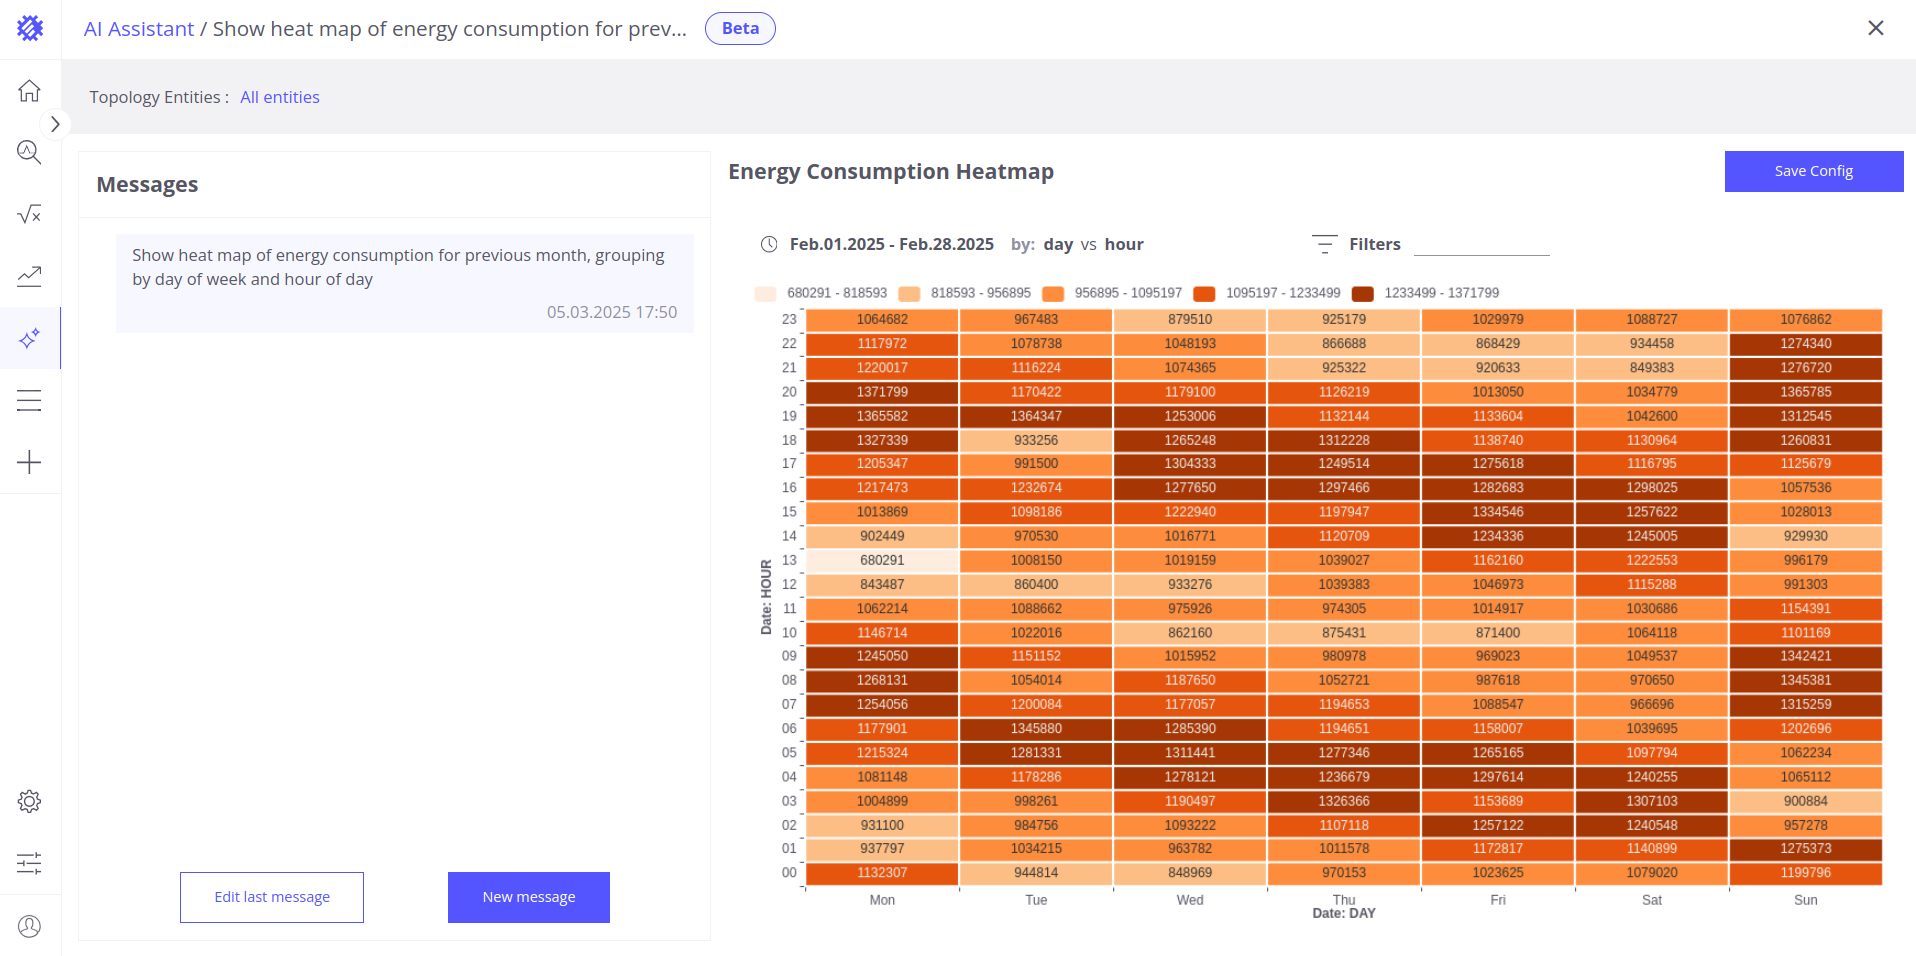 AI Assistant / Show heat map of energy consumption for prev... Beta
Topology Entities : All entities
Messages
Show heat map of energy consumption for previous month, grouping
by day of week and hour of day
05.03.2025 17:50
Edit last message New message
Energy Consumption Heatmap Save Config
Feb.01.2025 - Feb.28.2025 by: day vs hour Filters
680291 - 818593 818593 - 956895 956895 - 1095197 1095197 - 1233499 1233499 - 1371799
23 1064682 967483 879510 925179 1029979 1088727 1076862
22 1117972 1078738 1048193 866688 868429 934458 1274340
21 1220017 1116224 1074365 925322 920633 849383 1276720
20 1371799 1170422 1179100 1126219 1013050 1034779 1365785
19 1365582 1364347 1253006 1132144 1133604 1042600 1312545
18 1327339 933256 1265248 1312228 1138740 1130964 1260831
17 1205347 991500 1304333 1249514 1275618 1116795 1125679
16 1217473 1232674 1277650 1297466 1282683 1298025 1057536
15 1013869 1098186 1222940 1197947 1334546 1257622 1028013
14 902449 970530 1016771 1120709 1234336 1245005 929930
13 680291 1008150 1019159 1039027 1162160 1222553 996179
12 843487 860400 933276 1039383 1046973 1115288 991303
11 1062214 1088662 975926 974305 1014917 1030686 1154391
10 1146714 1022016 862160 875431 871400 1064118 1101169
09 1245050 1151152 1015952 980978 969023 1049537 1342421
08 1268131 1054014 1187650 1052721 987618 970650 1345381
07 1254056 1200084 1177057 1194653 1088547 966696 1315259
06 1177901 1345880 1285390 1194651 1158007 1039695 1202696
05 1215324 1281331 1311441 1277346 1265165 1097794 1062234
04 1081148 1178286 1278121 1236679 1297614 1240255 1065112
03 1004899 998261 1190497 1326366 1153689 1307103 900884
02 931100 984756 1093222 1107118 1257122 1240548 957278
01 937797 1034215 963782 1011578 1172817 1140899 1275373
00 1132307 944814 848969 970153 1023625 1079020 1199796
Date: HOUR
Mon Tue Wed Thu Fri Sat Sun
Date: DAY